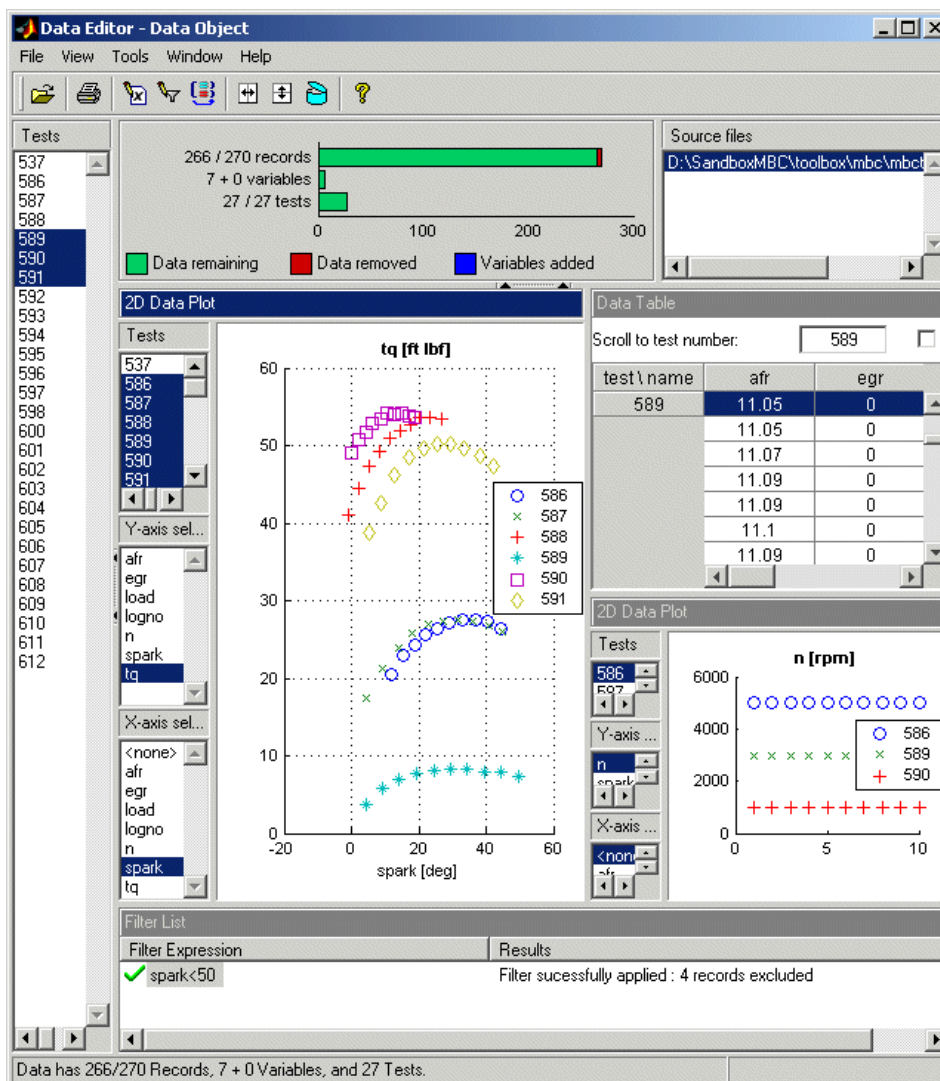 Data Editor - Data Object
File View Tools Window Help
Tests
537
586
587
588
589
590
591
592
593
594
595
596
597
598
600
601
602
603
604
605
606
607
608
609
610
611
612
266 / 270 records
7 + 0 variables
27 / 27 tests
0 100 200 300
Data remaining Data removed Variables added
Source files
D:\SandboxMBC\toolbox\mbc\mbct
2D Data Plot
Tests
537
586
587
588
589
590
591
Y-axis sel...
afr
egr
load
logno
n
spark
tq
X-axis sel...
<none>
afr
egr
load
logno
n
spark
tq
tq [ft lbf]
60
50
40
30
20
10
0
-20 0 20 40 60
spark [deg]
586
587
588
589
590
591
Data Table
Scroll to test number: 589
test \ name afr egr
589 11.05 0
11.05 0
11.07 0
11.09 0
11.09 0
11.1 0
11.09 0
2D Data Plot
Tests
586
587
Y-axis ...
n
spark
X-axis ...
<none
afr
n [rpm]
6000
4000
2000
0
0 5 10
586
589
590
Filter List
Filter Expression Results
spark<50 Filter sucessfully applied : 4 records excluded
Data has 266/270 Records, 7 + 0 Variables, and 27 Tests.